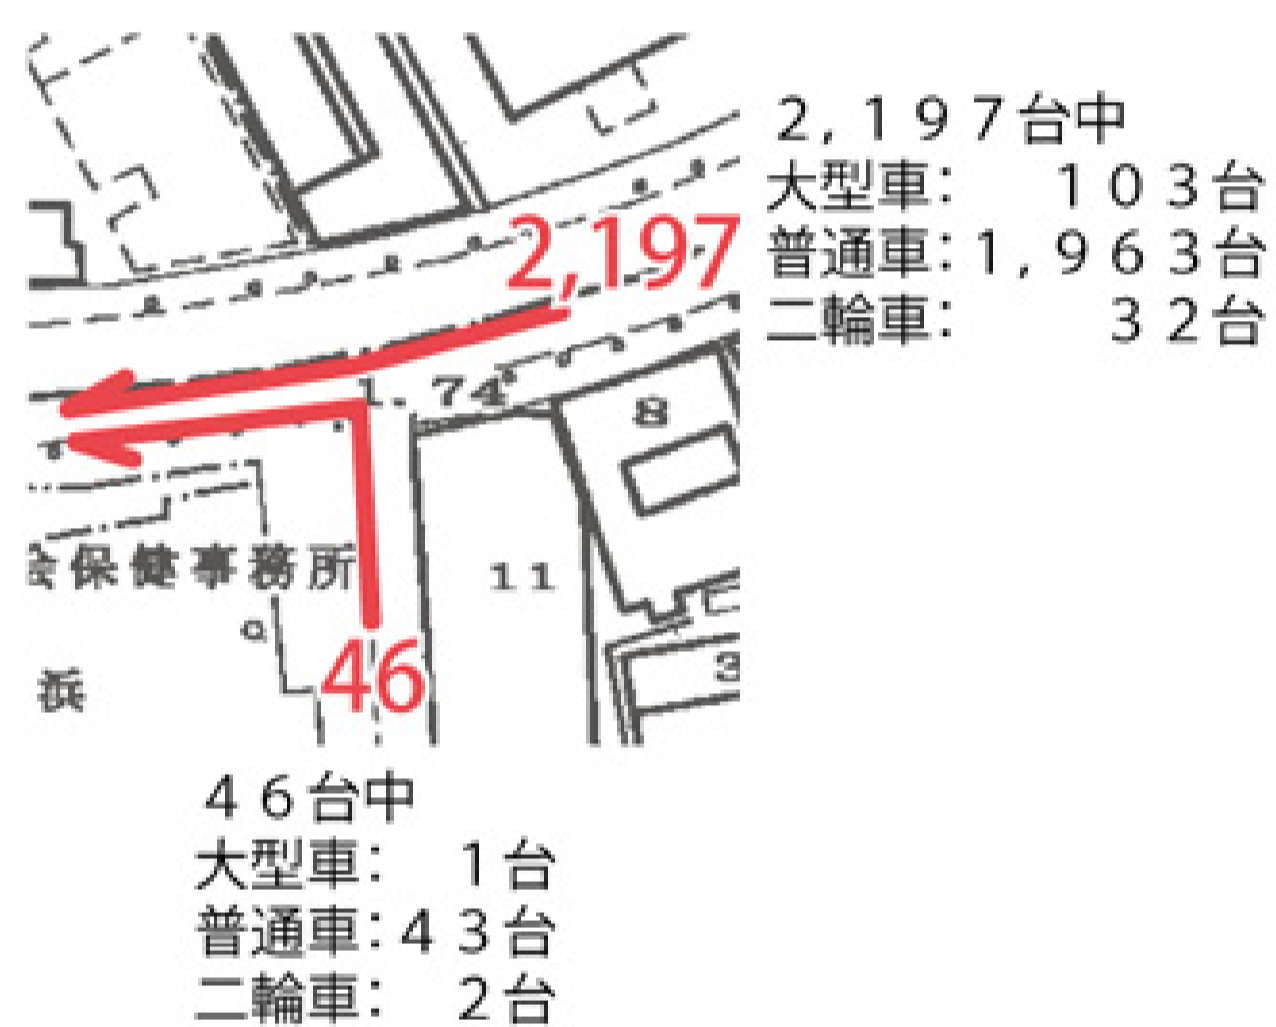 ２，１９７台中
大型車：　１０３台
普通車：１，９６３台
二輪車：　　３２台
2,197
74
8
11
保健事務所
浜
3
46
４６台中
大型車：　１台
普通車：４３台
二輪車：　２台